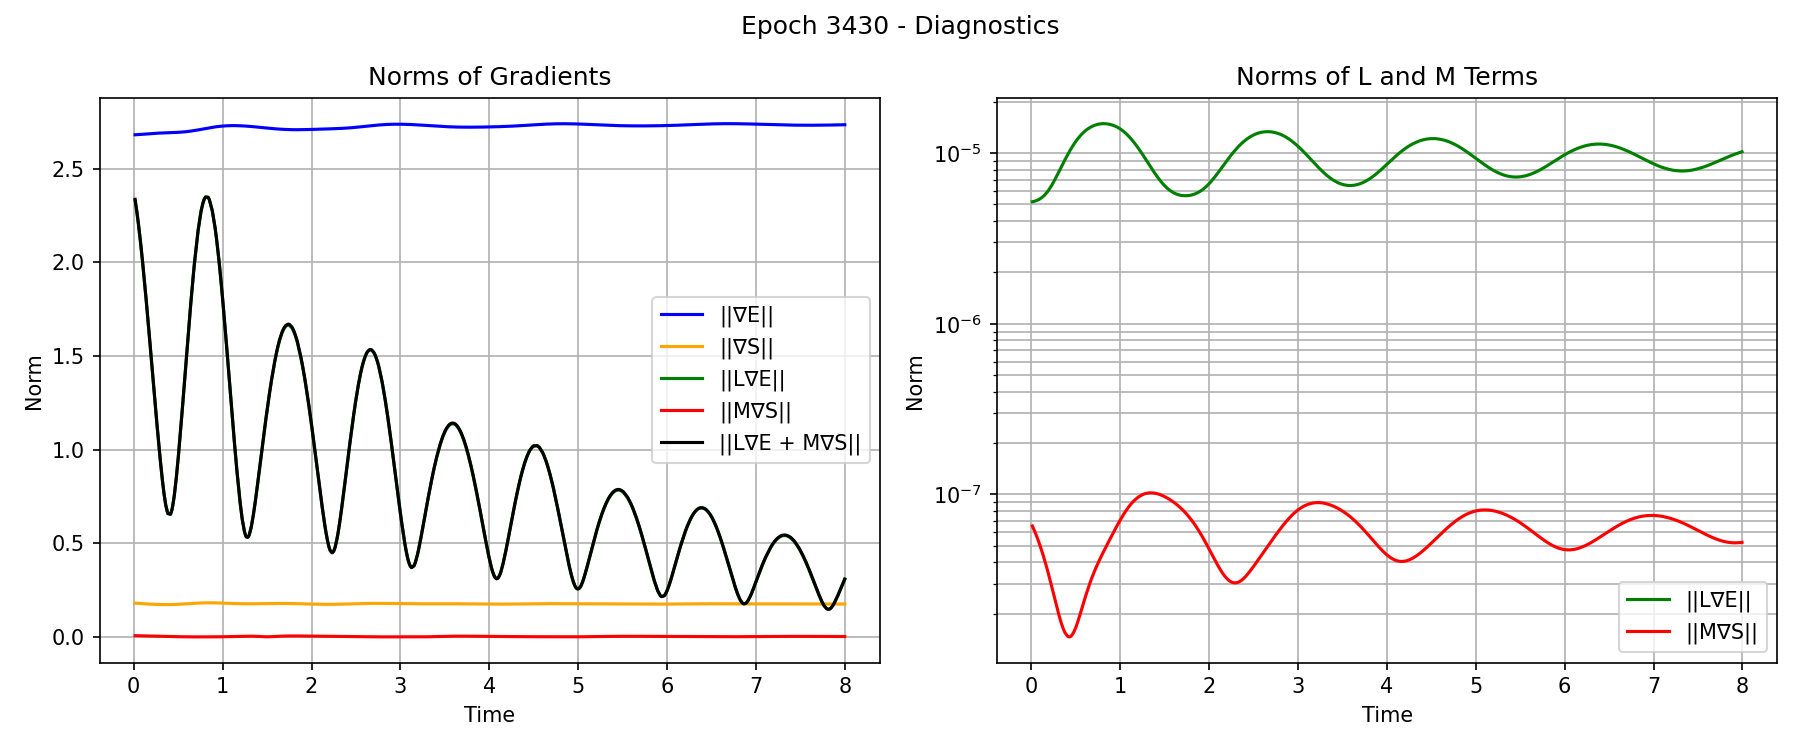 Epoch 3430 - Diagnostics
Norms of Gradients
Norm
2.5
2.0
1.5
1.0
0.5
0.0
||∇E||
||∇S||
||L∇E||
||M∇S||
||L∇E + M∇S||
0 1 2 3 4 5 6 7 8
Time
Norms of L and M Terms
Norm
10⁻⁵
10⁻⁶
10⁻⁷
||L∇E||
||M∇S||
0 1 2 3 4 5 6 7 8
Time